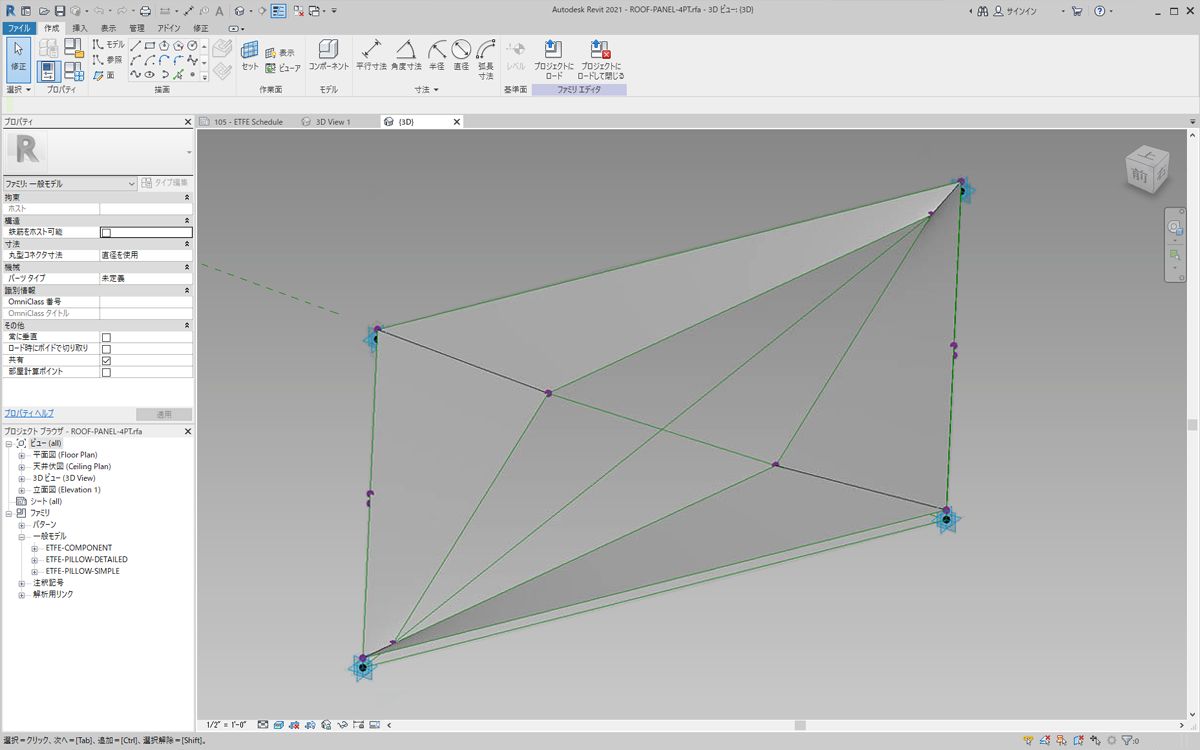 Autodesk Revit 2021 - ROOF-PANEL-4PT.rfa - 3D ビュー: {3D}
サインイン
ファイル 作成 挿入 表示 管理 アドイン 修正
修正
モデル
参照
面
セット
表示
ビューア
コンポーネント
平行寸法 角度寸法 半径 直径 弧長
寸法
レベル
プロジェクトに
ロード
プロジェクトに
ロードして閉じる
選択 ▼ プロパティ 描画 作業面 モデル 寸法 ▼ 基準面 ファミリ エディタ
プロパティ
105 - ETFE Schedule
3D View 1
{3D}
R
ファミリ: 一般モデル
タイプ編集
拘束
ホスト
構造
鉄筋をホスト可能
寸法
丸型コネクタ寸法 直径を使用
機械
パーツ タイプ 未定義
識別情報
OmniClass 番号
OmniClass タイトル
その他
常に垂直
ロード時にボイドで切り取り
共有
部屋計算ポイント
プロパティ ヘルプ
適用
プロジェクト ブラウザ - ROOF-PANEL-4PT.rfa
ビュー (all)
平面図 (Floor Plan)
天井伏図 (Ceiling Plan)
3D ビュー (3D View)
立面図 (Elevation 1)
シート (all)
ファミリ
パターン
一般モデル
ETFE-COMPONENT
ETFE-PILLOW-DETAILED
ETFE-PILLOW-SIMPLE
注釈記号
解析用リンク
上
前
右
1/2" = 1'-0"
選択=クリック、次へ=[Tab]、追加=[Ctrl]、選択解除=[Shift]。
:0